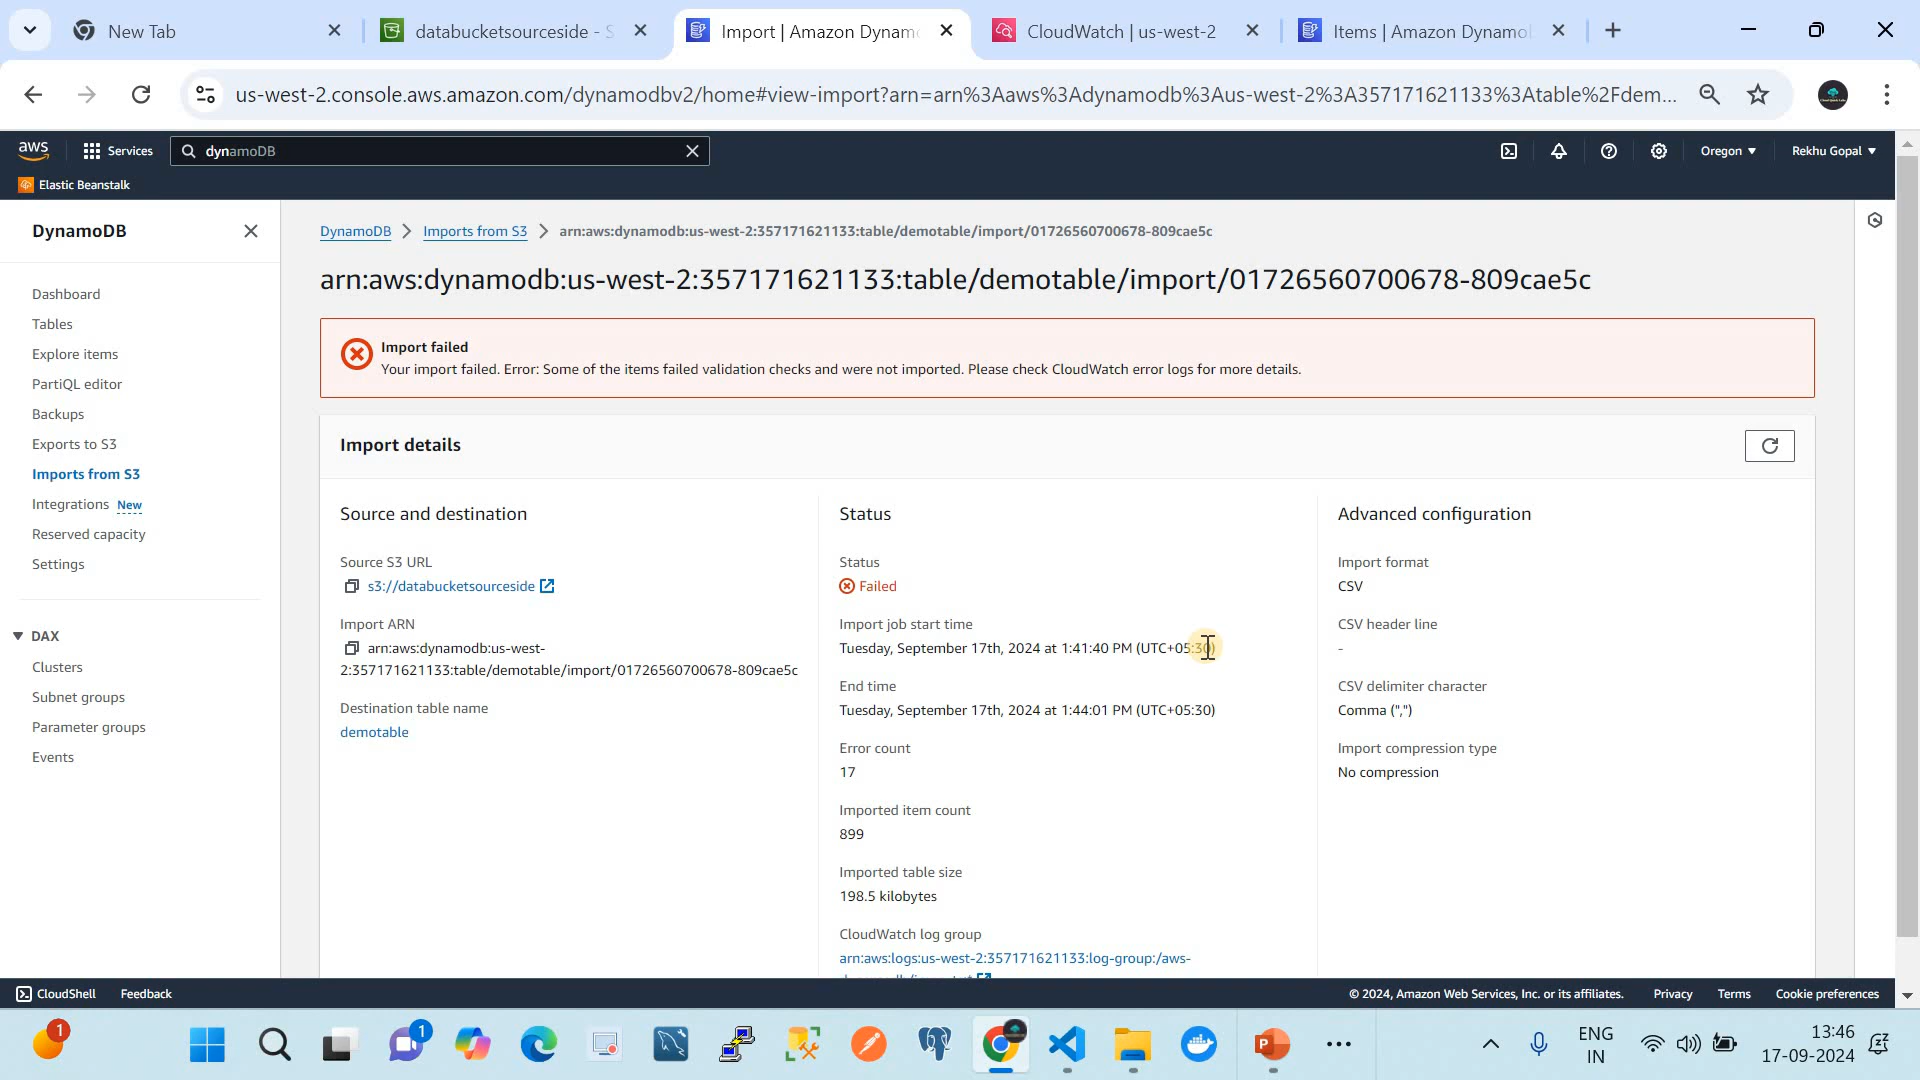 New Tab
databucketsourceside - S
Import | Amazon Dynam
CloudWatch | us-west-2
Items | Amazon Dynamo
us-west-2.console.aws.amazon.com/dynamodbv2/home#view-import?arn=arn%3Aaws%3Adynamodb%3Aus-west-2%3A357171621133%3Atable%2Fdem...
aws
Services
dynamoDB
Oregon
Rekhu Gopal
Elastic Beanstalk
DynamoDB
Dashboard
Tables
Explore items
PartiQL editor
Backups
Exports to S3
Imports from S3
Integrations New
Reserved capacity
Settings
DAX
Clusters
Subnet groups
Parameter groups
Events
DynamoDB
Imports from S3
arn:aws:dynamodb:us-west-2:357171621133:table/demotable/import/01726560700678-809cae5c
arn:aws:dynamodb:us-west-2:357171621133:table/demotable/import/01726560700678-809cae5c
Import failed
Your import failed. Error: Some of the items failed validation checks and were not imported. Please check CloudWatch error logs for more details.
Import details
Source and destination
Source S3 URL
s3://databucketsourceside
Import ARN
arn:aws:dynamodb:us-west-
2:357171621133:table/demotable/import/01726560700678-809cae5c
Destination table name
demotable
Status
Status
Failed
Import job start time
Tuesday, September 17th, 2024 at 1:41:40 PM (UTC+05:30)
End time
Tuesday, September 17th, 2024 at 1:44:01 PM (UTC+05:30)
Error count
17
Imported item count
899
Imported table size
198.5 kilobytes
CloudWatch log group
arn:aws:logs:us-west-2:357171621133:log-group:/aws-
Advanced configuration
Import format
CSV
CSV header line
-
CSV delimiter character
Comma (",")
Import compression type
No compression
CloudShell
Feedback
© 2024, Amazon Web Services, Inc. or its affiliates.
Privacy
Terms
Cookie preferences
1
1
P
ENG
IN
13:46
17-09-2024